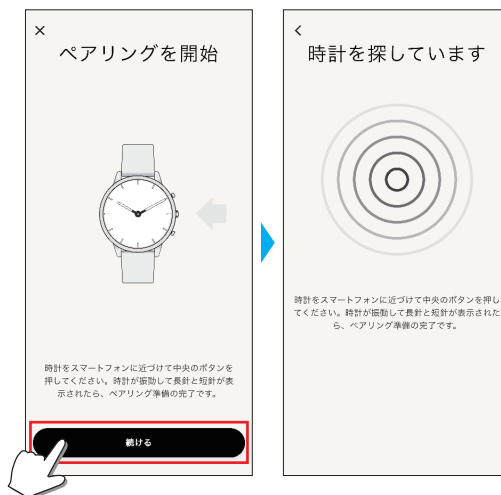 ×
ペアリングを開始
時計をスマートフォンに近づけて中央のボタンを
押してください。時計が振動して長針と短針が表
示されたら、ペアリング準備の完了です。
続ける
<
時計を探しています
時計をスマートフォンに近づけて中央のボタンを押し
てください。時計が振動して長針と短針が表示された
ら、ペアリング準備の完了です。